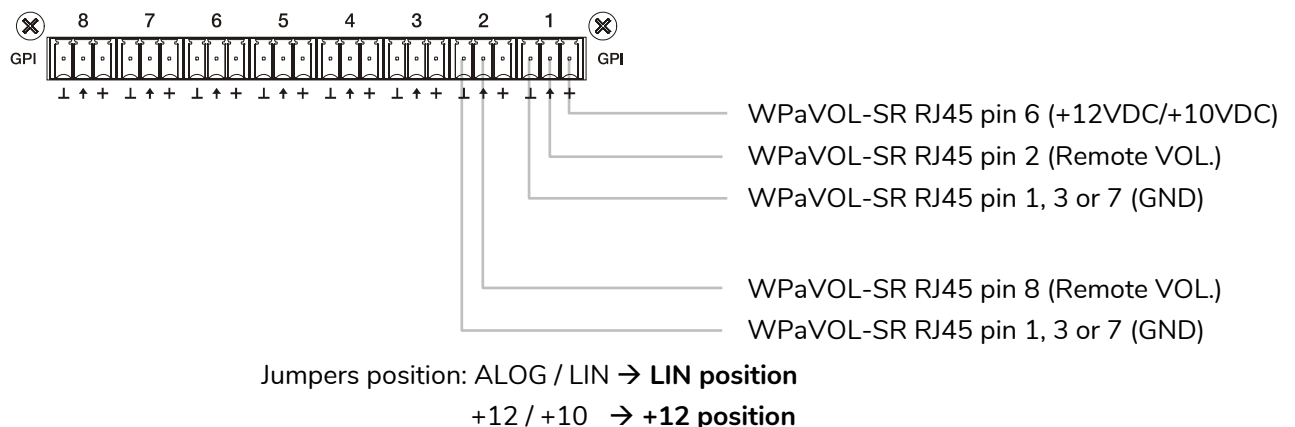 8 7 6 5 4 3 2 1
GPI GPI
⊥ ↑ + ⊥ ↑ + ⊥ ↑ + ⊥ ↑ + ⊥ ↑ + ⊥ ↑ + ⊥ ↑ + ⊥ ↑ +
WPaVOL-SR RJ45 pin 6 (+12VDC/+10VDC)
WPaVOL-SR RJ45 pin 2 (Remote VOL.)
WPaVOL-SR RJ45 pin 1, 3 or 7 (GND)
WPaVOL-SR RJ45 pin 8 (Remote VOL.)
WPaVOL-SR RJ45 pin 1, 3 or 7 (GND)
Jumpers position: ALOG / LIN → LIN position
+12 / +10 → +12 position